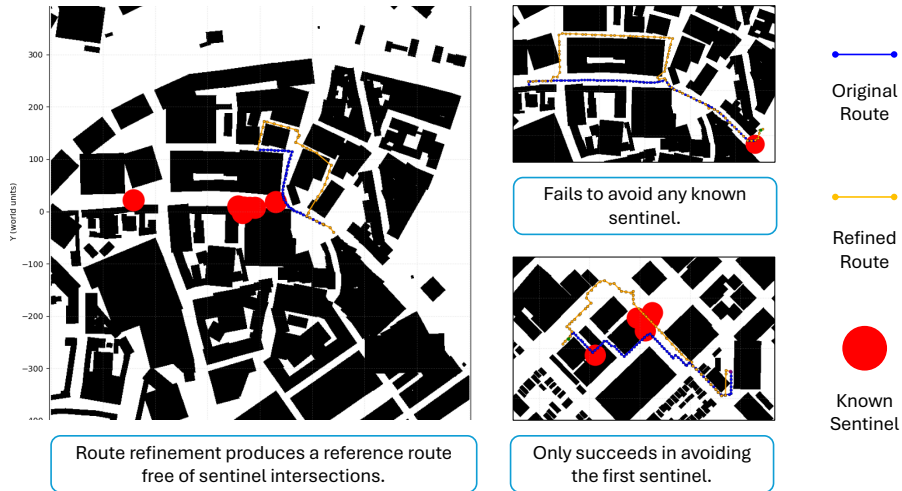 300
200
100
0
−100
−200
−300
−400
Y (world units)
Route refinement produces a reference route
free of sentinel intersections.
Fails to avoid any known
sentinel.
Only succeeds in avoiding
the first sentinel.
Original
Route
Refined
Route
Known
Sentinel